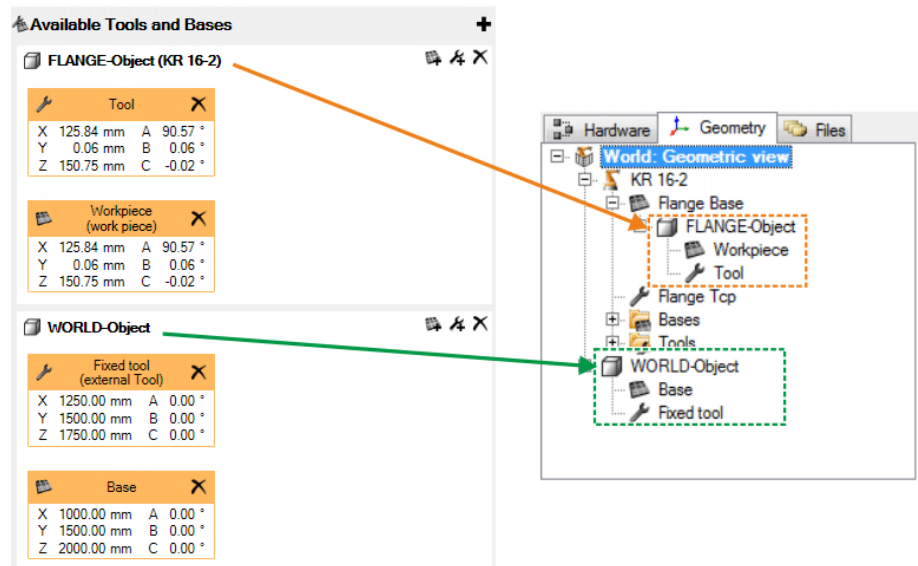 Available Tools and Bases
FLANGE-Object (KR 16-2)
Tool
X 125.84 mm A 90.57 °
Y 0.06 mm B 0.06 °
Z 150.75 mm C -0.02 °
Workpiece
(work piece)
X 125.84 mm A 90.57 °
Y 0.06 mm B 0.06 °
Z 150.75 mm C -0.02 °
WORLD-Object
Fixed tool
(external Tool)
X 1250.00 mm A 0.00 °
Y 1500.00 mm B 0.00 °
Z 1750.00 mm C 0.00 °
Base
X 1000.00 mm A 0.00 °
Y 1500.00 mm B 0.00 °
Z 2000.00 mm C 0.00 °
Hardware Geometry Files
World: Geometric view
KR 16-2
Flange Base
FLANGE-Object
Workpiece
Tool
Flange Tcp
Bases
Tools
WORLD-Object
Base
Fixed tool